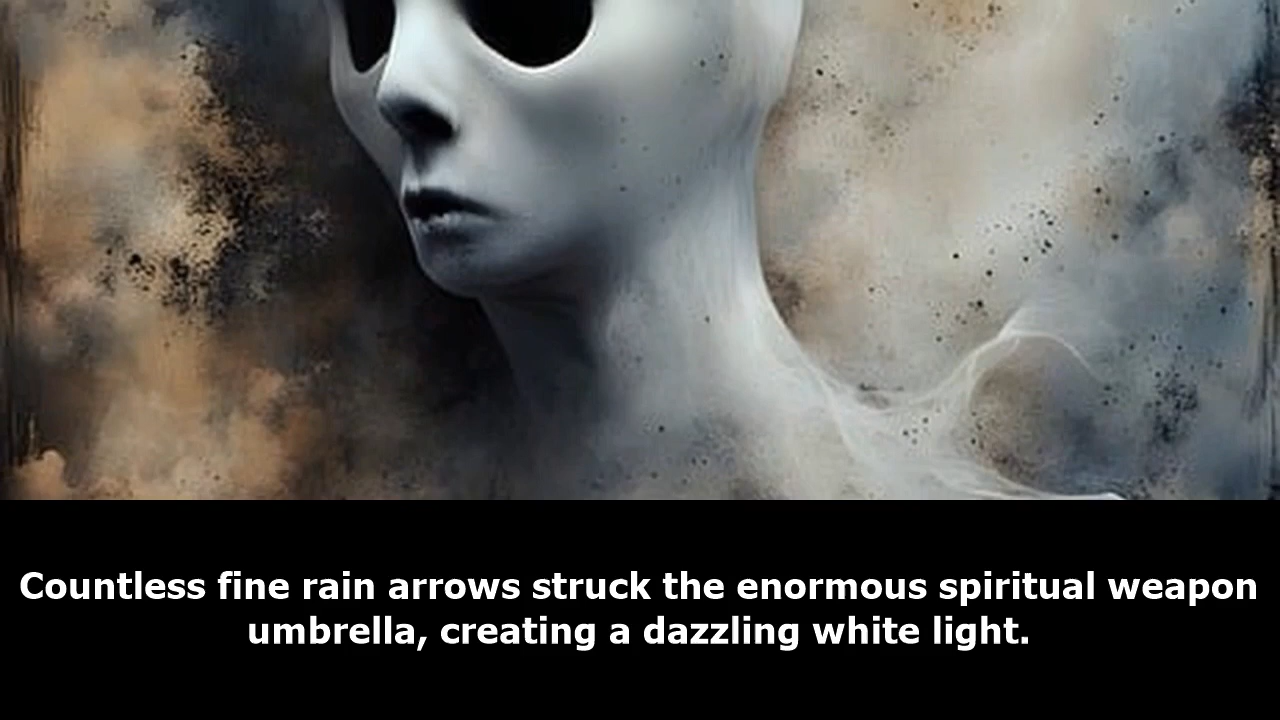 Countless fine rain arrows struck the enormous spiritual weapon
umbrella, creating a dazzling white light.